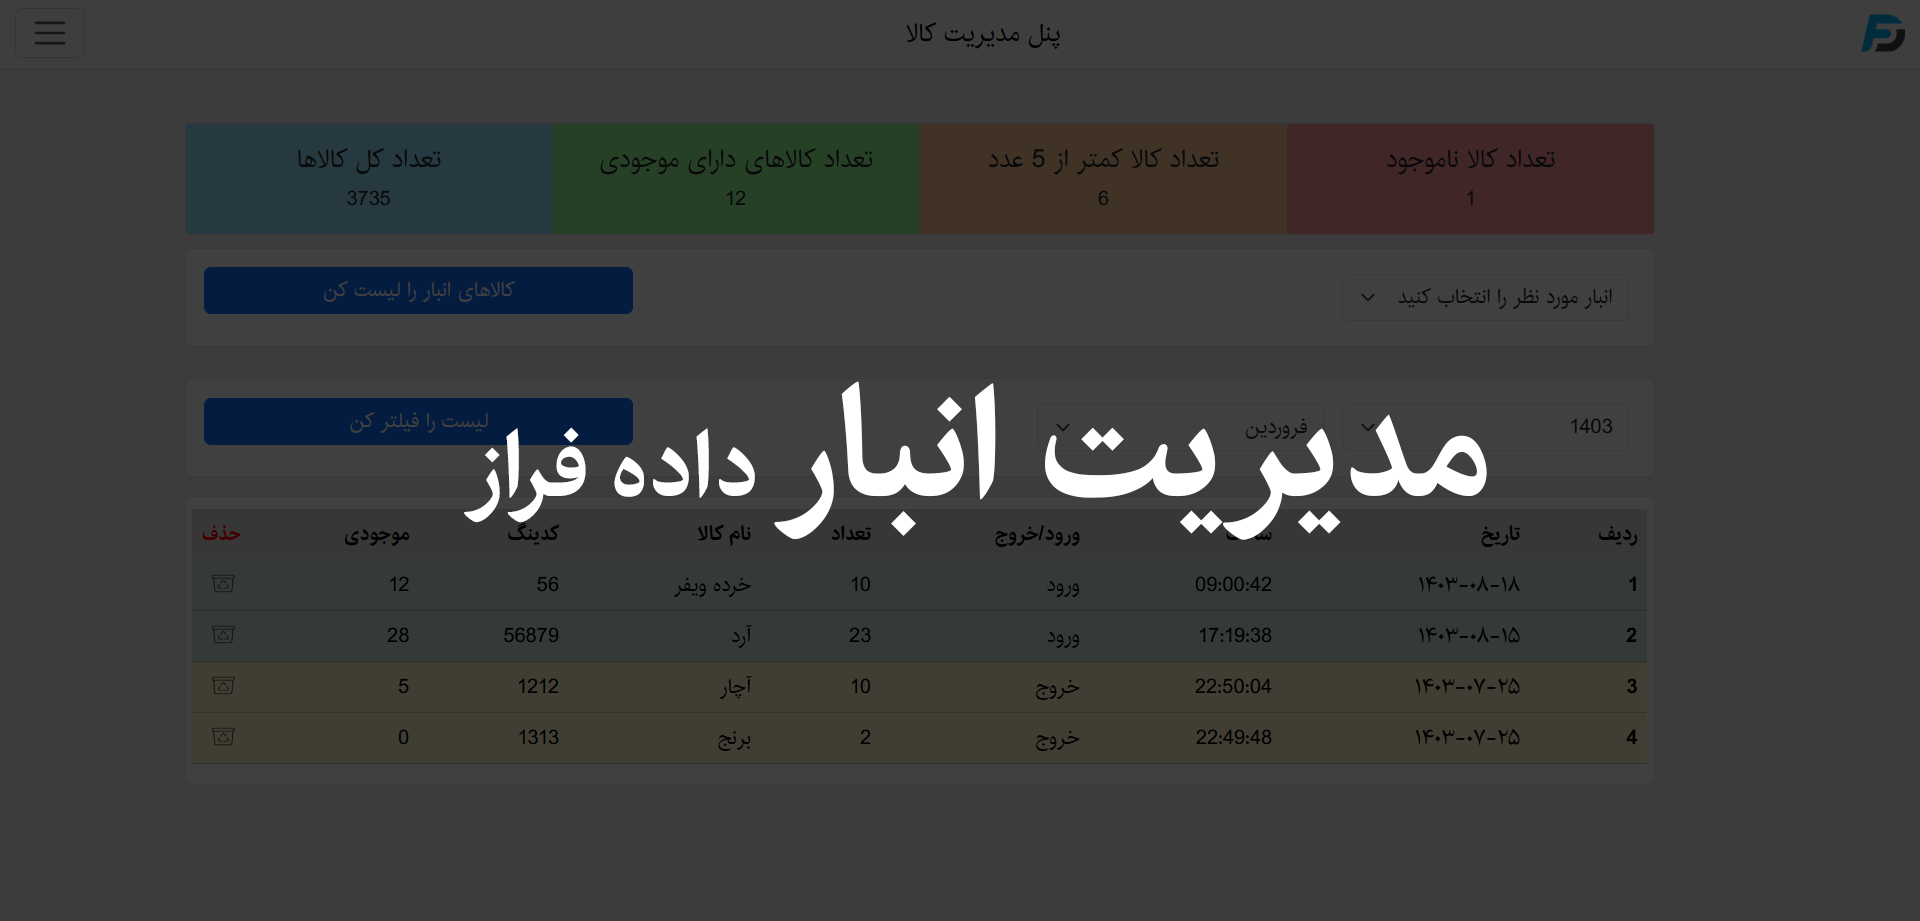 پنل مدیریت کالا
تعداد کالا ناموجود
1
تعداد کالا کمتر از 5 عدد
6
تعداد کالاهای دارای موجودی
12
تعداد کل کالاها
3735
انبار مورد نظر را انتخاب کنید
کالاهای انبار را لیست کن
1403 فروردین
لیست را فیلتر کن
مدیریت انبار داده فراز
ردیف تاریخ ورود/خروج تعداد نام کالا کدینگ موجودی حذف
1 ۱۴۰۳-۰۸-۱۸ 09:00:42 ورود 10 خرده ویفر 56 12
2 ۱۴۰۳-۰۸-۱۵ 17:19:38 ورود 23 آرد 56879 28
3 ۱۴۰۳-۰۷-۲۵ 22:50:04 خروج 10 آچار 1212 5
4 ۱۴۰۳-۰۷-۲۵ 22:49:48 خروج 2 برنج 1313 0